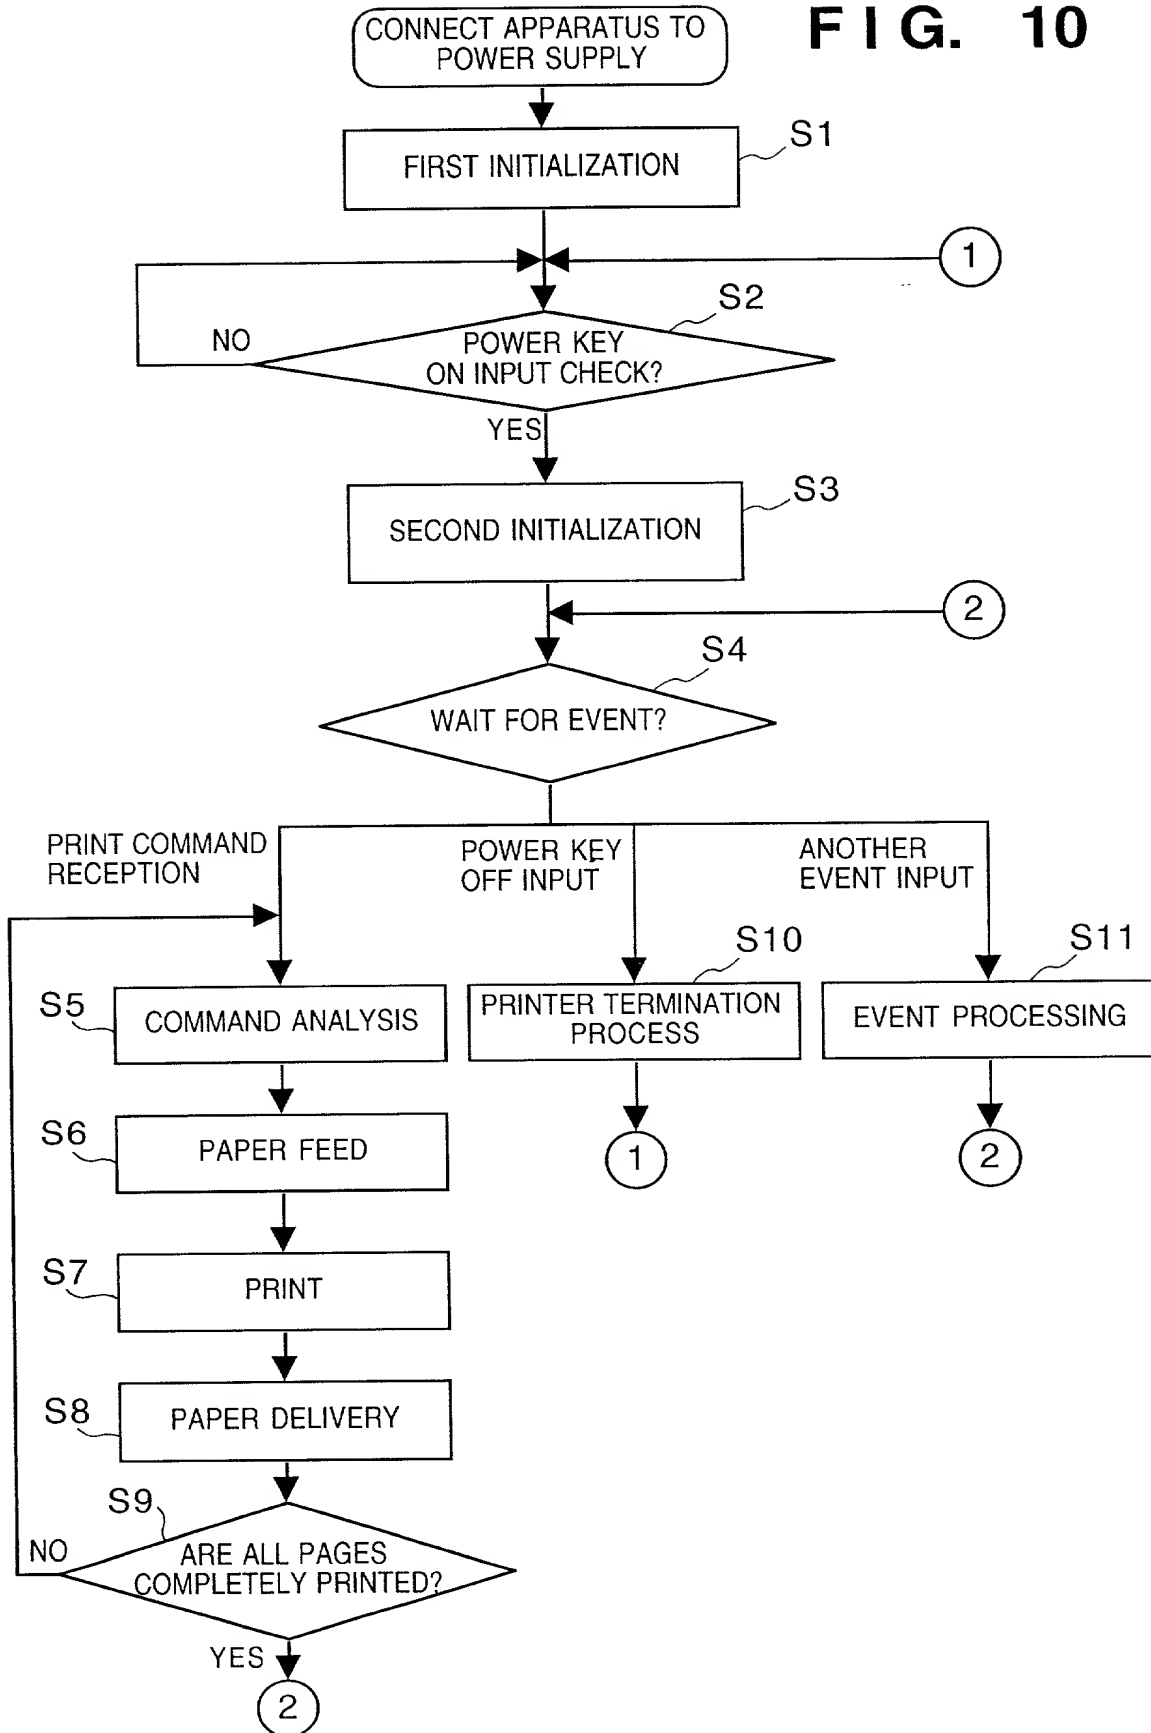 FIG. 10
CONNECT APPARATUS TO
POWER SUPPLY
S1
FIRST INITIALIZATION
1
S2
NO
POWER KEY
ON INPUT CHECK?
YES
S3
SECOND INITIALIZATION
2
S4
WAIT FOR EVENT?
PRINT COMMAND
RECEPTION
POWER KEY
OFF INPUT
ANOTHER
EVENT INPUT
S5
COMMAND ANALYSIS
S10
PRINTER TERMINATION
PROCESS
S11
EVENT PROCESSING
S6
PAPER FEED
1
2
S7
PRINT
S8
PAPER DELIVERY
S9
NO
ARE ALL PAGES
COMPLETELY PRINTED?
YES
2